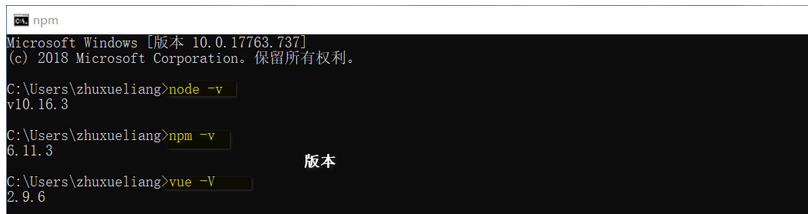 npm
Microsoft Windows [版本 10.0.17763.737]
(c) 2018 Microsoft Corporation。保留所有权利。
C:\Users\zhuxueliang>node -v
v10.16.3
C:\Users\zhuxueliang>npm -v
6.11.3
版本
C:\Users\zhuxueliang>vue -V
2.9.6